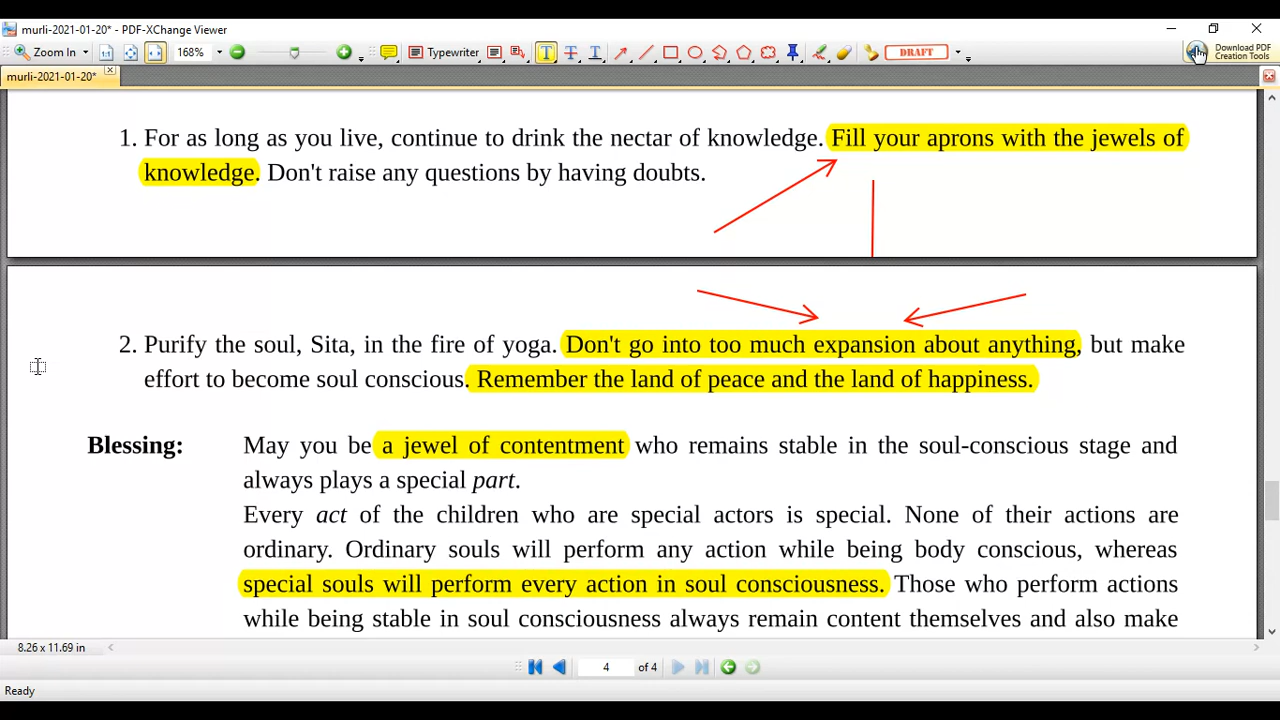 murli-2021-01-20* - PDF-XChange Viewer
Zoom In 168% Typewriter DRAFT Download PDF
Creation Tools
murli-2021-01-20*
1. For as long as you live, continue to drink the nectar of knowledge. Fill your aprons with the jewels of
knowledge. Don't raise any questions by having doubts.
2. Purify the soul, Sita, in the fire of yoga. Don't go into too much expansion about anything, but make
effort to become soul conscious. Remember the land of peace and the land of happiness.
Blessing: May you be a jewel of contentment who remains stable in the soul-conscious stage and
always plays a special part.
Every act of the children who are special actors is special. None of their actions are
ordinary. Ordinary souls will perform any action while being body conscious, whereas
special souls will perform every action in soul consciousness. Those who perform actions
while being stable in soul consciousness always remain content themselves and also make
8.26 x 11.69 in
4 of 4
Ready